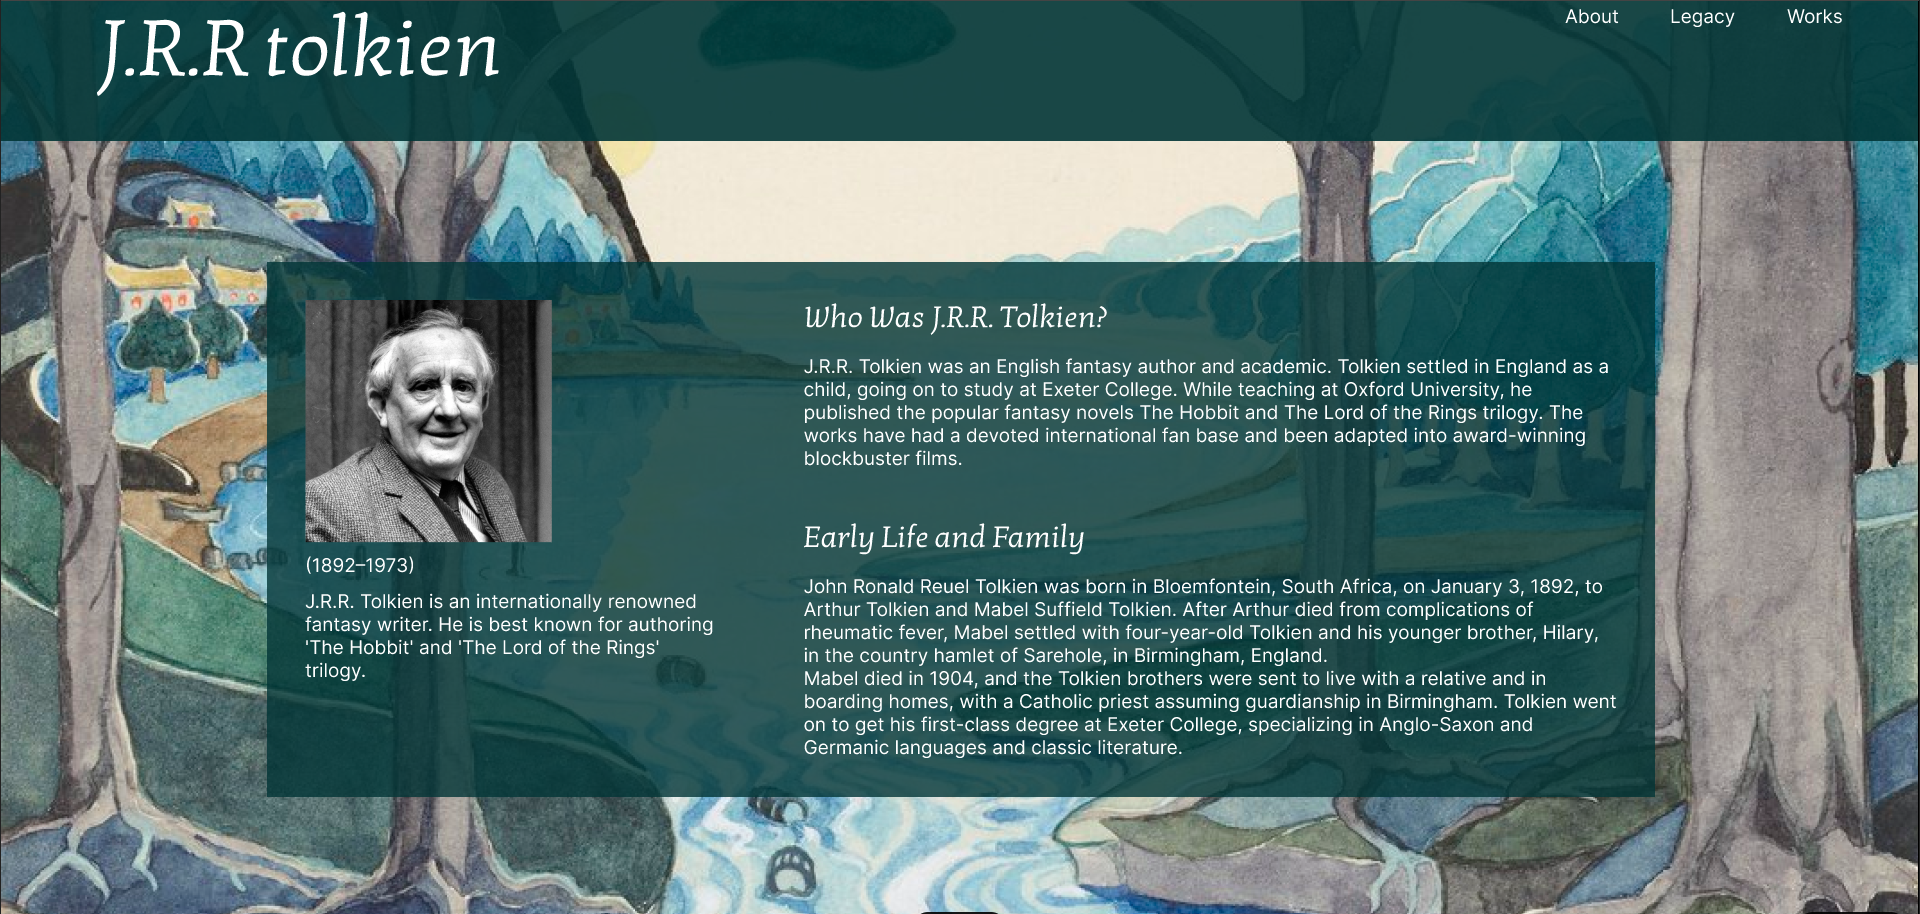 J.R.R tolkien
About Legacy Works
(1892–1973)
J.R.R. Tolkien is an internationally renowned
fantasy writer. He is best known for authoring
'The Hobbit' and 'The Lord of the Rings'
trilogy.
Who Was J.R.R. Tolkien?
J.R.R. Tolkien was an English fantasy author and academic. Tolkien settled in England as a
child, going on to study at Exeter College. While teaching at Oxford University, he
published the popular fantasy novels The Hobbit and The Lord of the Rings trilogy. The
works have had a devoted international fan base and been adapted into award-winning
blockbuster films.
Early Life and Family
John Ronald Reuel Tolkien was born in Bloemfontein, South Africa, on January 3, 1892, to
Arthur Tolkien and Mabel Suffield Tolkien. After Arthur died from complications of
rheumatic fever, Mabel settled with four-year-old Tolkien and his younger brother, Hilary,
in the country hamlet of Sarehole, in Birmingham, England.
Mabel died in 1904, and the Tolkien brothers were sent to live with a relative and in
boarding homes, with a Catholic priest assuming guardianship in Birmingham. Tolkien went
on to get his first-class degree at Exeter College, specializing in Anglo-Saxon and
Germanic languages and classic literature.